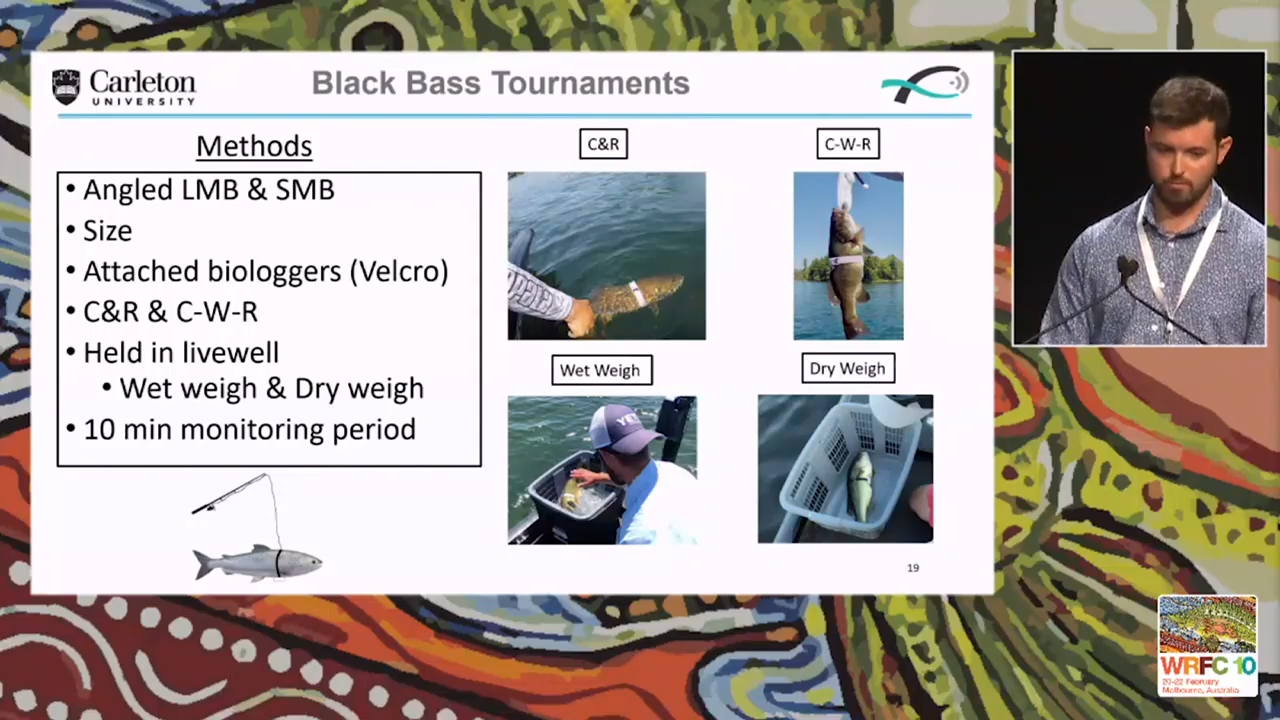 Carleton
UNIVERSITY
Black Bass Tournaments
Methods
• Angled LMB & SMB
• Size
• Attached biologgers (Velcro)
• C&R & C-W-R
• Held in livewell
• Wet weigh & Dry weigh
• 10 min monitoring period
C&R
C-W-R
Wet Weigh
Dry Weigh
YETI
19
WRFC 10
20-22 February
Melbourne, Australia